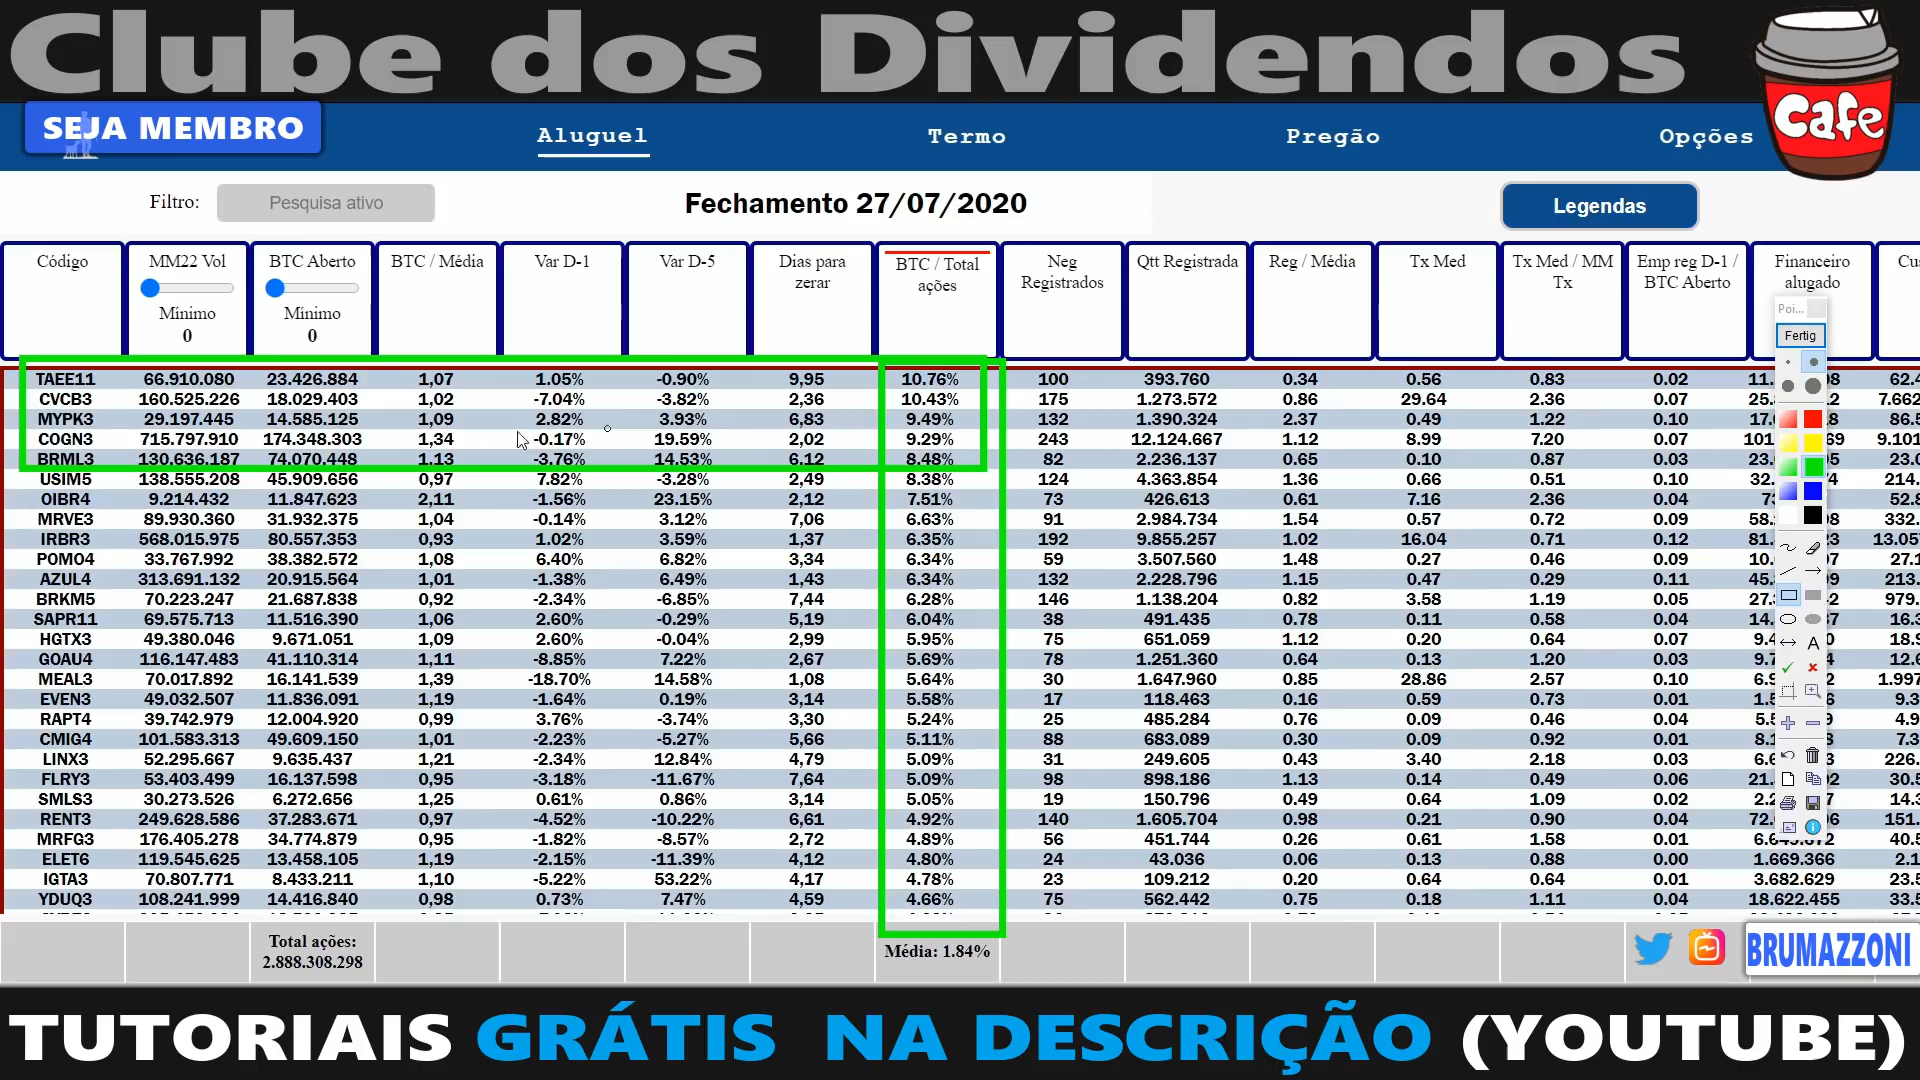 Clube dos Dividendos
Cafe
SEJA MEMBRO
Aluguel Termo Pregão Opções
Filtro: Pesquisa ativo Fechamento 27/07/2020 Legendas
Código MM22 Vol BTC Aberto BTC / Média Var D-1 Var D-5 Dias para zerar BTC / Total ações Neg Registrados Qtt Registrada Reg / Média Tx Med Tx Med / MM Tx Emp reg D-1 / BTC Aberto Financeiro alugado
Mínimo Mínimo
0 0
Poi...
Fertig
TAEE11 66.910.080 23.426.884 1,07 1.05% -0.90% 9,95 10.76% 100 393.760 0.34 0.56 0.83 0.02
CVCB3 160.525.226 18.029.403 1,02 -7.04% -3.82% 2,36 10.43% 175 1.273.572 0.86 29.64 2.36 0.07
MYPK3 29.197.445 14.585.125 1,09 2.82% 3.93% 6,83 9.49% 132 1.390.324 2.37 0.49 1.22 0.10
COGN3 715.797.910 174.348.303 1,34 -0.17% 19.59% 2,02 9.29% 243 12.124.667 1.12 8.99 7.20 0.07
BRML3 130.636.187 74.070.448 1,13 -3.76% 14.53% 6,12 8.48% 82 2.236.137 0.65 0.10 0.87 0.03
USIM5 138.555.208 45.909.656 0,97 7.82% -3.28% 2,49 8.38% 124 4.363.854 1.36 0.66 0.51 0.10
OIBR4 9.214.432 11.847.623 2,11 -1.56% 23.15% 2,12 7.51% 73 426.613 0.61 7.16 2.36 0.04
MRVE3 89.930.360 31.932.375 1,04 -0.14% 3.12% 7,06 6.63% 91 2.984.734 1.54 0.57 0.72 0.09
IRBR3 568.015.975 80.557.353 0,93 1.02% 3.59% 1,37 6.35% 192 9.855.257 1.02 16.04 0.71 0.12
POMO4 33.767.992 38.382.572 1,08 6.40% 6.82% 3,34 6.34% 59 3.507.560 1.48 0.27 0.46 0.09
AZUL4 313.691.132 20.915.564 1,01 -1.38% 6.49% 1,43 6.34% 132 2.228.796 1.15 0.47 0.29 0.11
BRKM5 70.223.247 21.687.838 0,92 -2.34% -6.85% 7,44 6.28% 146 1.138.204 0.82 3.58 1.19 0.05
SAPR11 69.575.713 11.516.390 1,06 2.60% -0.29% 5,19 6.04% 38 491.435 0.78 0.11 0.58 0.04
HGTX3 49.380.046 9.671.051 1,09 2.60% -0.04% 2,99 5.95% 75 651.059 1.12 0.20 0.64 0.07
GOAU4 116.147.483 41.110.314 1,11 -8.85% 7.22% 2,67 5.69% 78 1.251.360 0.64 0.13 1.20 0.03
MEAL3 70.017.892 16.141.539 1,39 -18.70% 14.58% 1,08 5.64% 30 1.647.960 0.85 28.86 2.57 0.10
EVEN3 49.032.507 11.836.091 1,19 -1.64% 0.19% 3,14 5.58% 17 118.463 0.16 0.59 0.73 0.01
RAPT4 39.742.979 12.004.920 0,99 3.76% -3.74% 3,30 5.24% 25 485.284 0.76 0.09 0.46 0.04
CMIG4 101.583.313 49.609.150 1,01 -2.23% -5.27% 5,66 5.11% 88 683.089 0.30 0.09 0.92 0.01
LINX3 52.295.667 9.635.437 1,21 -2.34% 12.84% 4,79 5.09% 31 249.605 0.43 3.40 2.18 0.03
FLRY3 53.403.499 16.137.598 0,95 -3.18% -11.67% 7,64 5.09% 98 898.186 1.13 0.14 0.49 0.06
SMLS3 30.273.526 6.272.656 1,25 0.61% 0.86% 3,14 5.05% 19 150.796 0.49 0.64 1.09 0.02
RENT3 249.628.586 37.283.671 0,97 -4.52% -10.22% 6,61 4.92% 140 1.605.704 0.98 0.21 0.90 0.04
MRFG3 176.405.278 34.774.879 0,95 -1.82% -8.57% 2,72 4.89% 56 451.744 0.26 0.61 1.58 0.01
ELET6 119.545.625 13.458.105 1,19 -2.15% -11.39% 4,12 4.80% 24 43.036 0.06 0.13 0.88 0.00 1.669.366
IGTA3 70.807.771 8.433.211 1,10 -5.22% 53.22% 4,17 4.78% 23 109.212 0.20 0.64 0.64 0.01 3.682.629
YDUQ3 108.241.999 14.416.840 0,98 0.73% 7.47% 4,59 4.66% 75 562.442 0.75 0.18 1.11 0.04 18.622.455
Total ações:
2.888.308.298
Média: 1.84%
BRUMAZZONI
TUTORIAIS GRÁTIS NA DESCRIÇÃO (YOUTUBE)